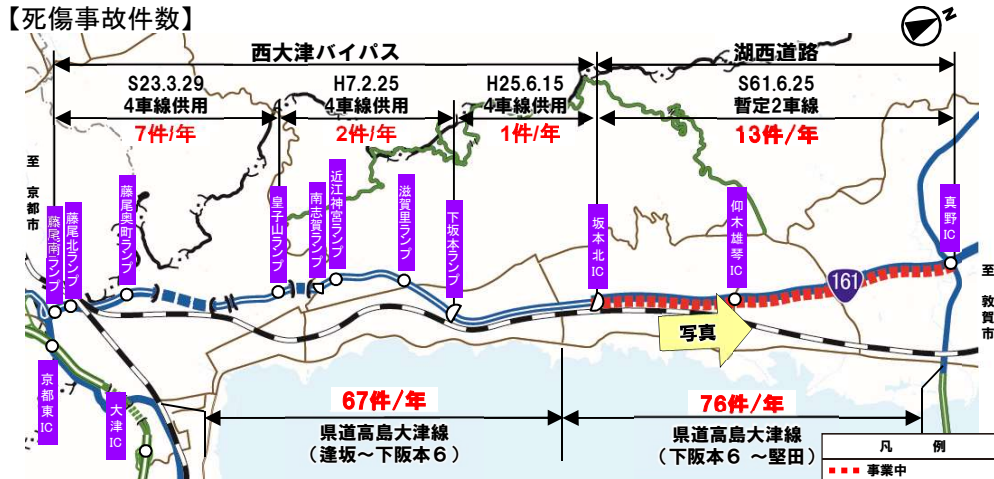 【死傷事故件数】
N
西大津バイパス
湖西道路
S23.3.29
4車線供用
7件/年
H7.2.25
4車線供用
2件/年
H25.6.15
4車線供用
1件/年
S61.6.25
暫定2車線
13件/年
至 京都市
藤尾南ランプ
藤尾北ランプ
藤尾奥町ランプ
皇子山ランプ
南志賀ランプ
近江神宮ランプ
滋賀里ランプ
下坂本ランプ
坂本北IC
仰木雄琴IC
真野IC
至 敦賀市
161
写真
京都東IC
大津IC
67件/年
県道高島大津線
（逢坂～下阪本6）
76件/年
県道高島大津線
（下阪本6 ～堅田）
凡 例
事業中